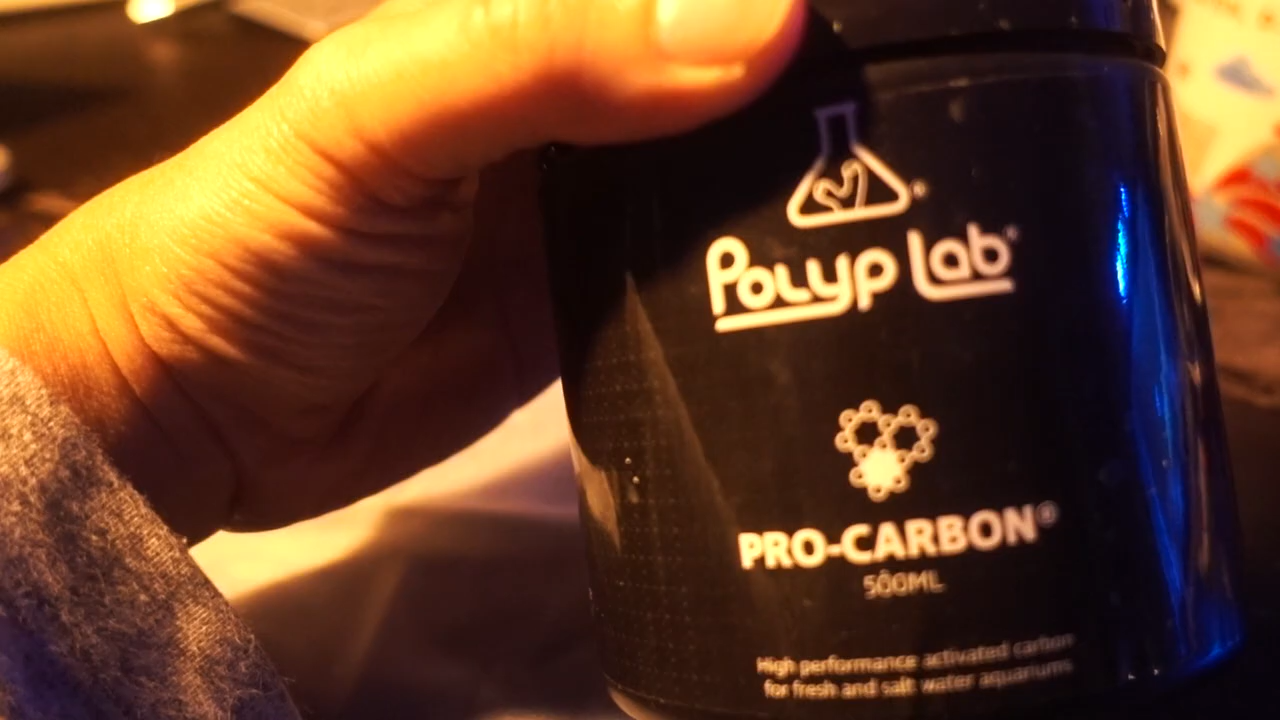 Polyp Lab®
PRO-CARBON®
500ML
High performance activated carbon
for fresh and salt water aquariums